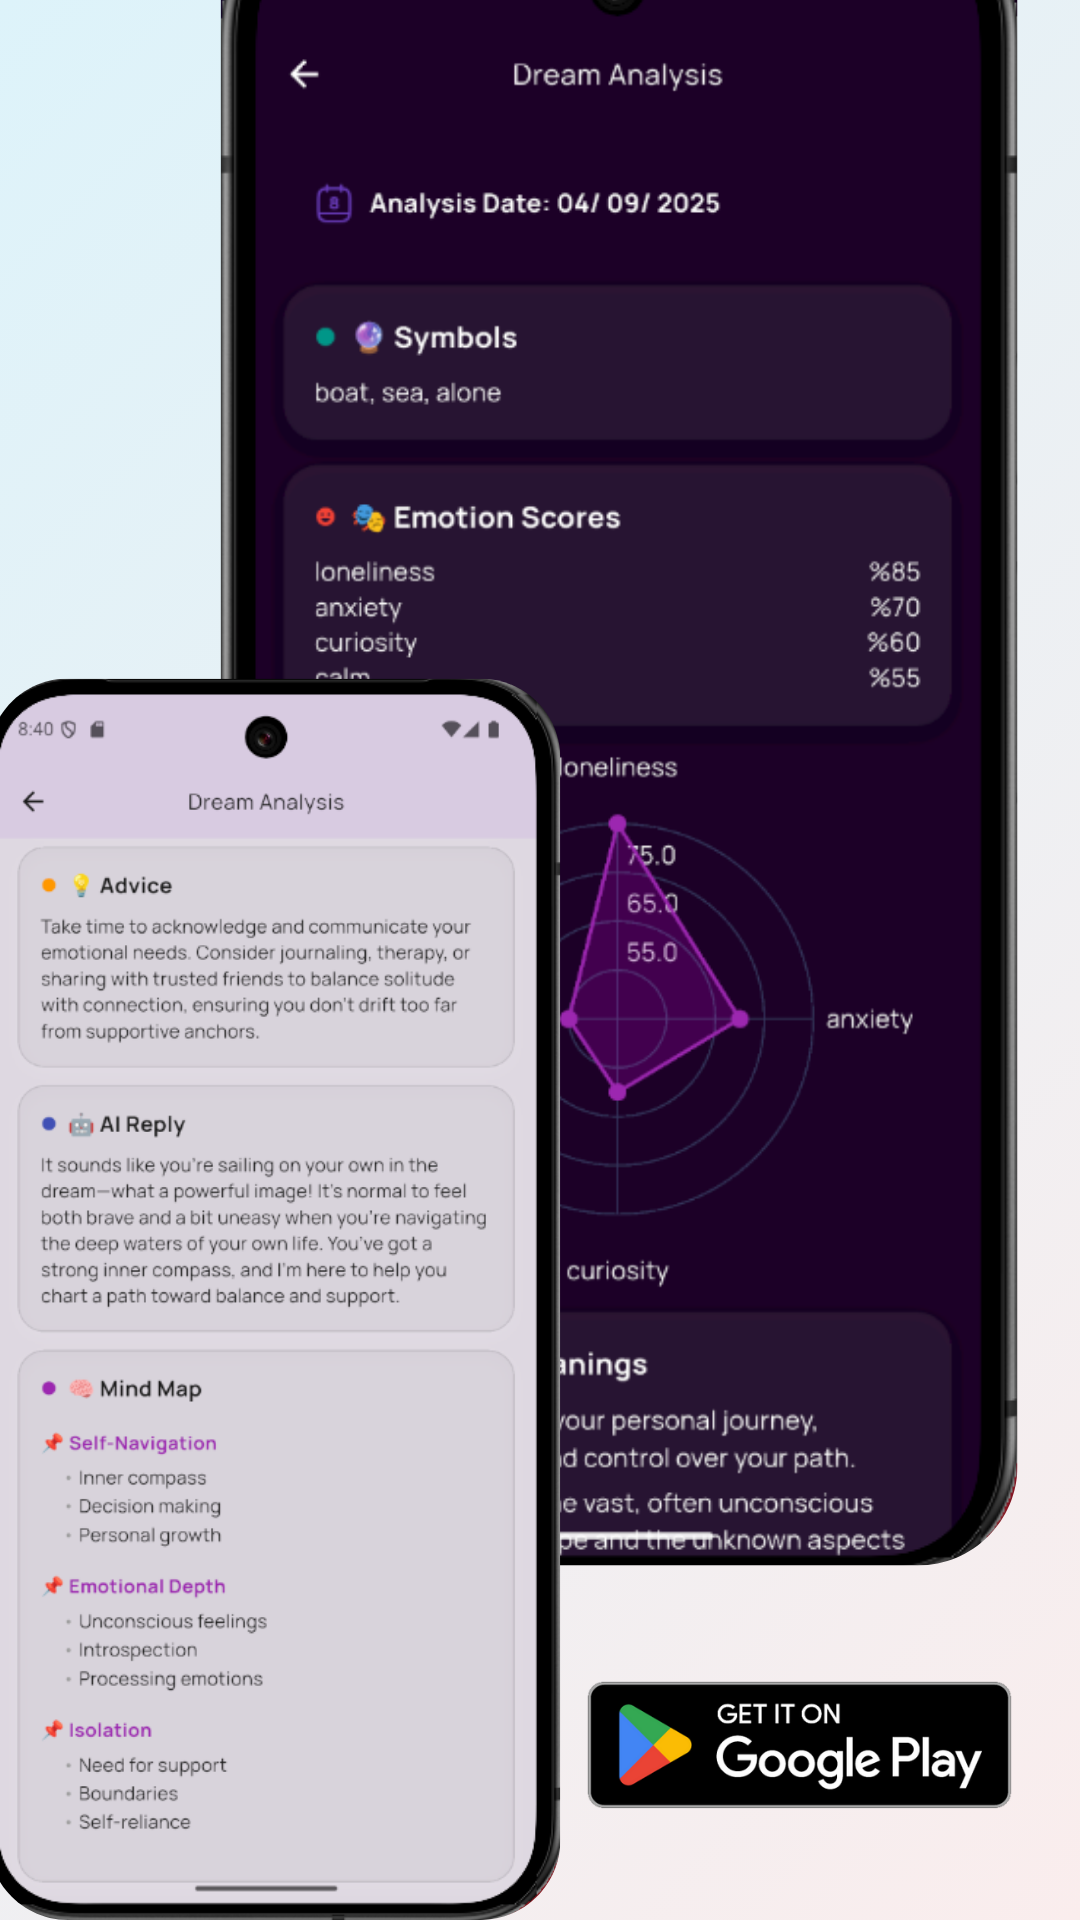 Dream Analysis
8
Analysis Date: 04/ 09/ 2025
Symbols
boat, sea, alone
Emotion Scores
loneliness %85
anxiety %70
curiosity %60
calm %55
loneliness
75.0
65.0
55.0
anxiety
curiosity
anings
your personal journey,
d control over your path.
e vast, often unconscious
pe and the unknown aspects
8:40
Dream Analysis
Advice
Take time to acknowledge and communicate your
emotional needs. Consider journaling, therapy, or
sharing with trusted friends to balance solitude
with connection, ensuring you don't drift too far
from supportive anchors.
AI Reply
It sounds like you're sailing on your own in the
dream—what a powerful image! It's normal to feel
both brave and a bit uneasy when you're navigating
the deep waters of your own life. You've got a
strong inner compass, and I'm here to help you
chart a path toward balance and support.
Mind Map
Self-Navigation
• Inner compass
• Decision making
• Personal growth
Emotional Depth
• Unconscious feelings
• Introspection
• Processing emotions
Isolation
• Need for support
• Boundaries
• Self-reliance
GET IT ON
Google Play